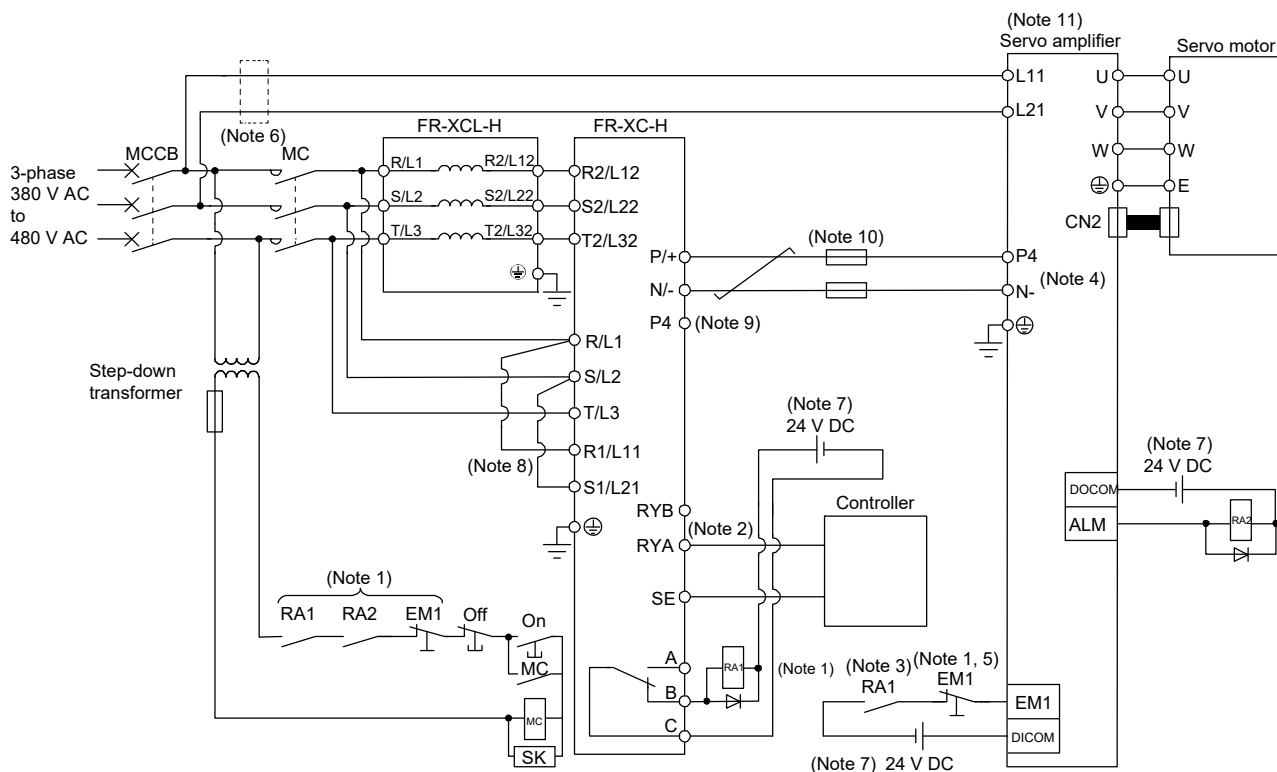 (Note 11)
Servo amplifier
Servo motor
L11
U
U
L21
V
V
(Note 6)
FR-XCL-H
FR-XC-H
MCCB
MC
W
W
3-phase
380 V AC
to
480 V AC
R/L1
R2/L12
R2/L12
S/L2
S2/L22
S2/L22
E
T/L3
T2/L32
T2/L32
CN2
(Note 10)
P/+
P4
N/-
N-
(Note 4)
P4
(Note 9)
R/L1
Step-down
transformer
S/L2
T/L3
(Note 7)
24 V DC
(Note 8)
R1/L11
S1/L21
(Note 7)
24 V DC
DOCOM
RA2
ALM
Controller
RYB
(Note 2)
RYA
SE
(Note 1)
RA1
RA2
EM1
Off
On
MC
A
RA1
(Note 1)
B
(Note 3)
RA1
(Note 1, 5)
EM1
EM1
MC
C
DICOM
SK
(Note 7)
24 V DC